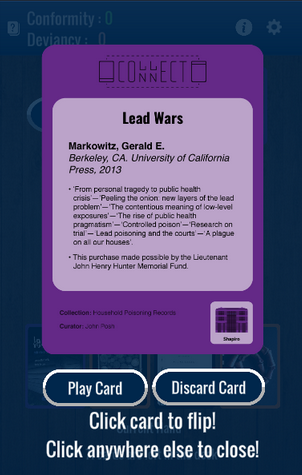 Conformity : 0
Deviancy : 0
CONNECT
Lead Wars
Markowitz, Gerald E.
Berkeley, CA. University of California
Press, 2013
• 'From personal tragedy to public health
crisis'—'Peeling the onion: new layers of the lead
problem'—'The contentious meaning of low-level
exposures'—'The rise of public health
pragmatism'—'Controlled poison'—'Research on
trial'— Lead poisoning and the courts'—'A plague
on all our houses'.
• This purchase made possible by the Lieutenant
John Henry Hunter Memorial Fund.
Collection: Household Poisoning Records
Curator: John Pean
Shapiro
Play Card
Discard Card
Click card to flip!
Click anywhere else to close!